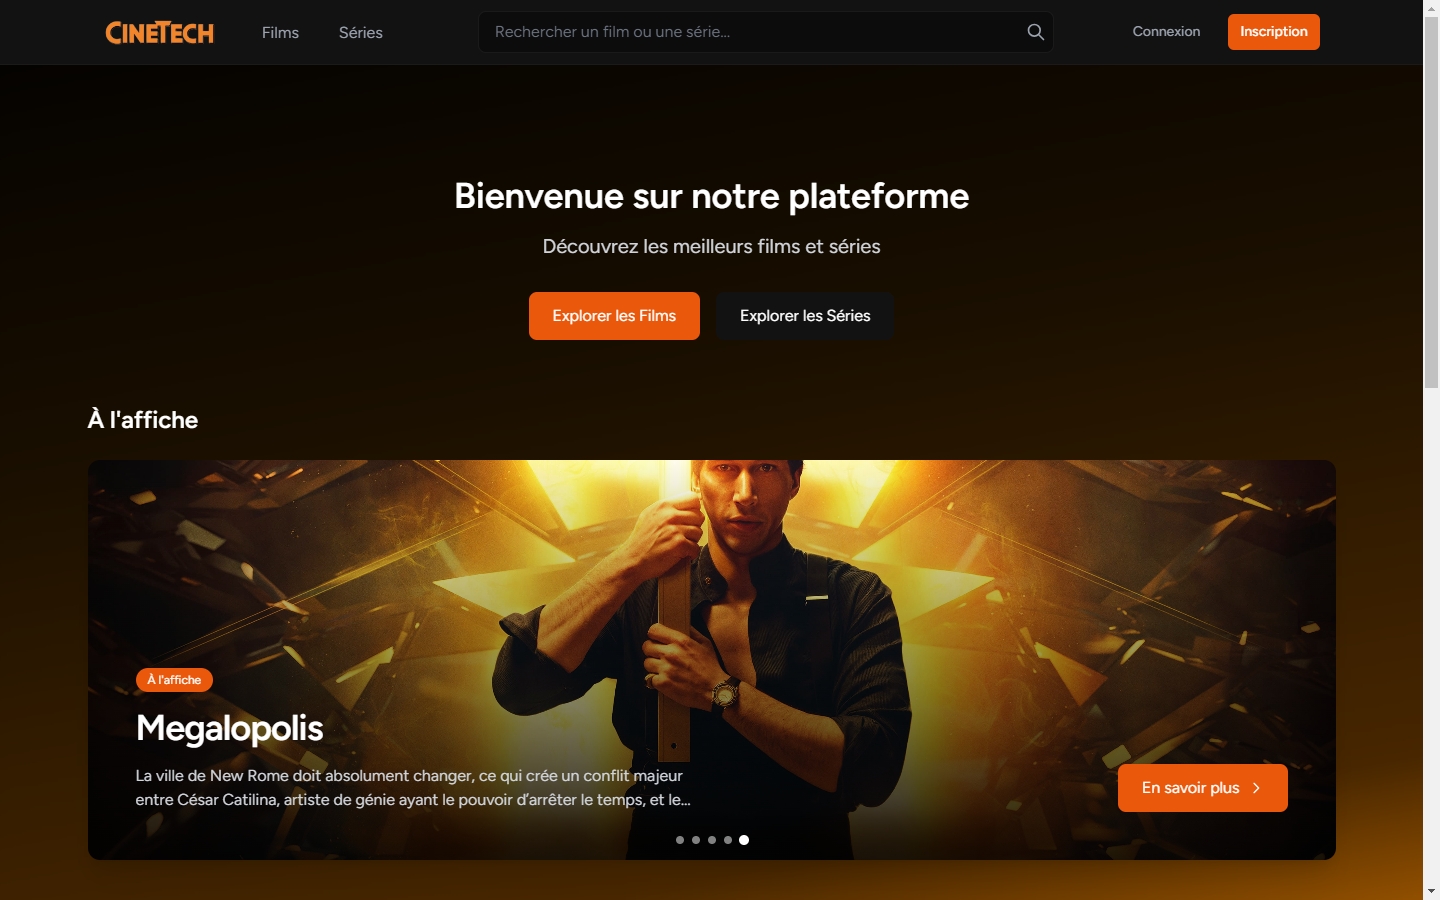 CINETECH
Films
Séries
Rechercher un film ou une série...
Connexion
Inscription
Bienvenue sur notre plateforme
Découvrez les meilleurs films et séries
Explorer les Films
Explorer les Séries
À l'affiche
À l'affiche
Megalopolis
La ville de New Rome doit absolument changer, ce qui crée un conflit majeur
entre César Catilina, artiste de génie ayant le pouvoir d’arrêter le temps, et le...
En savoir plus